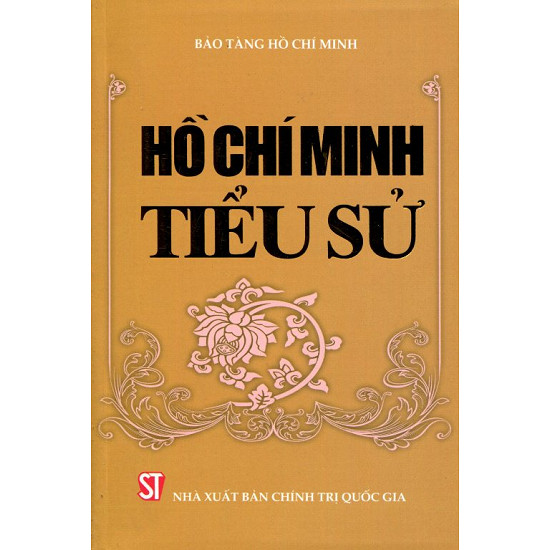 BẢO TÀNG HỒ CHÍ MINH
HỒ CHÍ MINH
TIỂU SỬ
ST
NHÀ XUẤT BẢN CHÍNH TRỊ QUỐC GIA